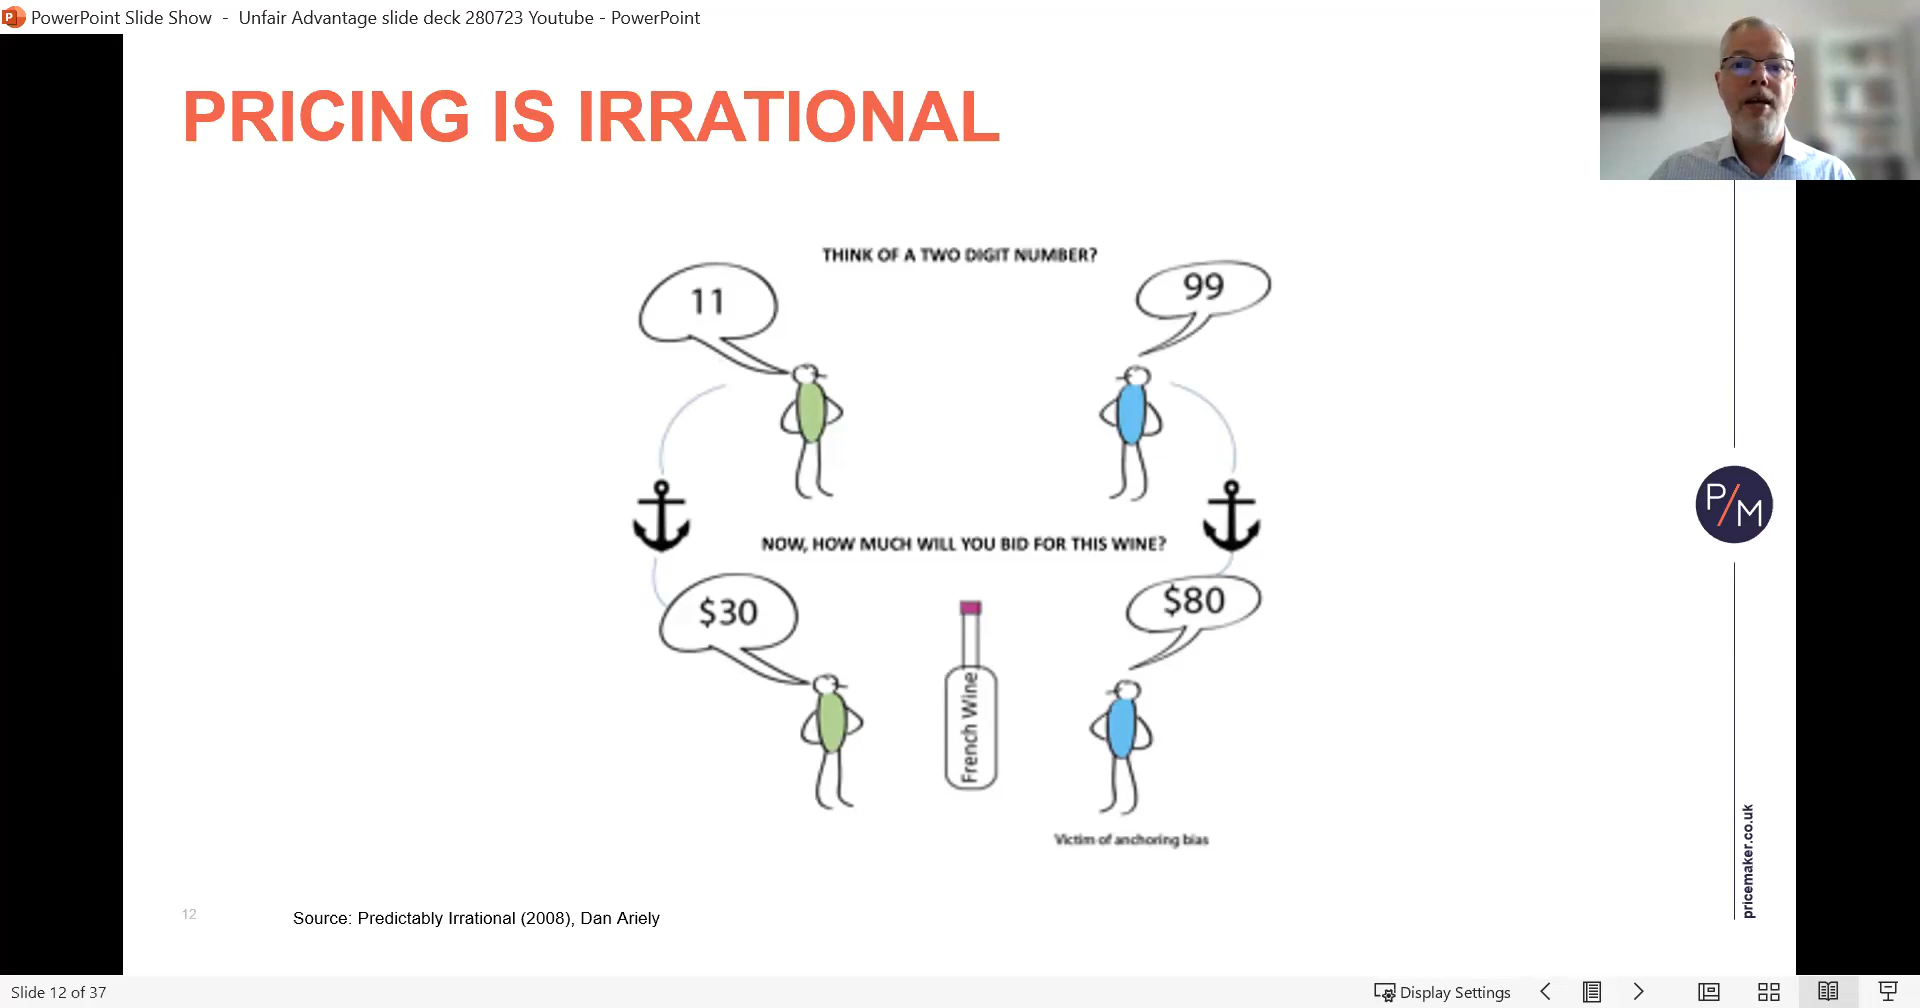 PowerPoint Slide Show - Unfair Advantage slide deck 280723 Youtube - PowerPoint
PRICING IS IRRATIONAL
THINK OF A TWO DIGIT NUMBER?
11
99
NOW, HOW MUCH WILL YOU BID FOR THIS WINE?
$30
$80
French Wine
Victim of anchoring bias
P/M
pricemaker.co.uk
12
Source: Predictably Irrational (2008), Dan Ariely
Slide 12 of 37
Display Settings